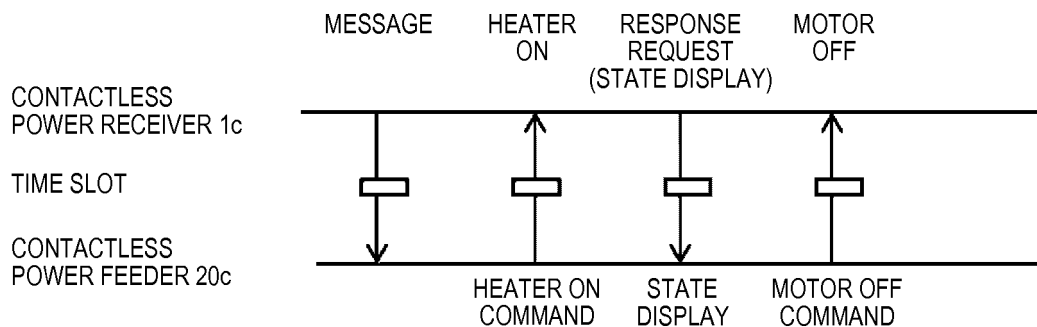 MESSAGE
HEATER
ON
RESPONSE
REQUEST
(STATE DISPLAY)
MOTOR
OFF
CONTACTLESS
POWER RECEIVER 1c
TIME SLOT
CONTACTLESS
POWER FEEDER 20c
HEATER ON
COMMAND
STATE
DISPLAY
MOTOR OFF
COMMAND